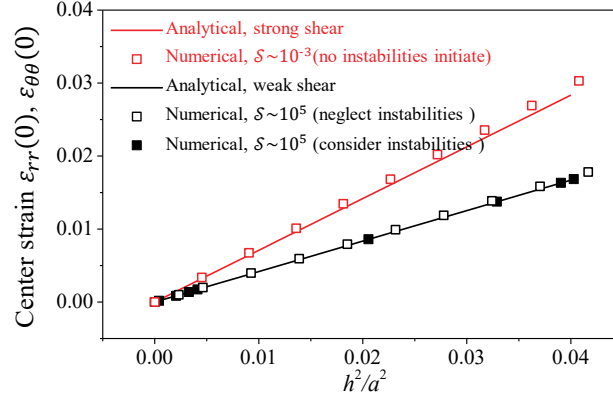 Analytical, strong shear
Numerical, 𝒮~10⁻³(no instabilities initiate)
Analytical, weak shear
Numerical, 𝒮~10⁵ (neglect instabilities )
Numerical, 𝒮~10⁵ (consider instabilities )
Center strain εrr(0), εθθ(0)
0.04
0.03
0.02
0.01
0.00
0.00 0.01 0.02 0.03 0.04
h²/a²